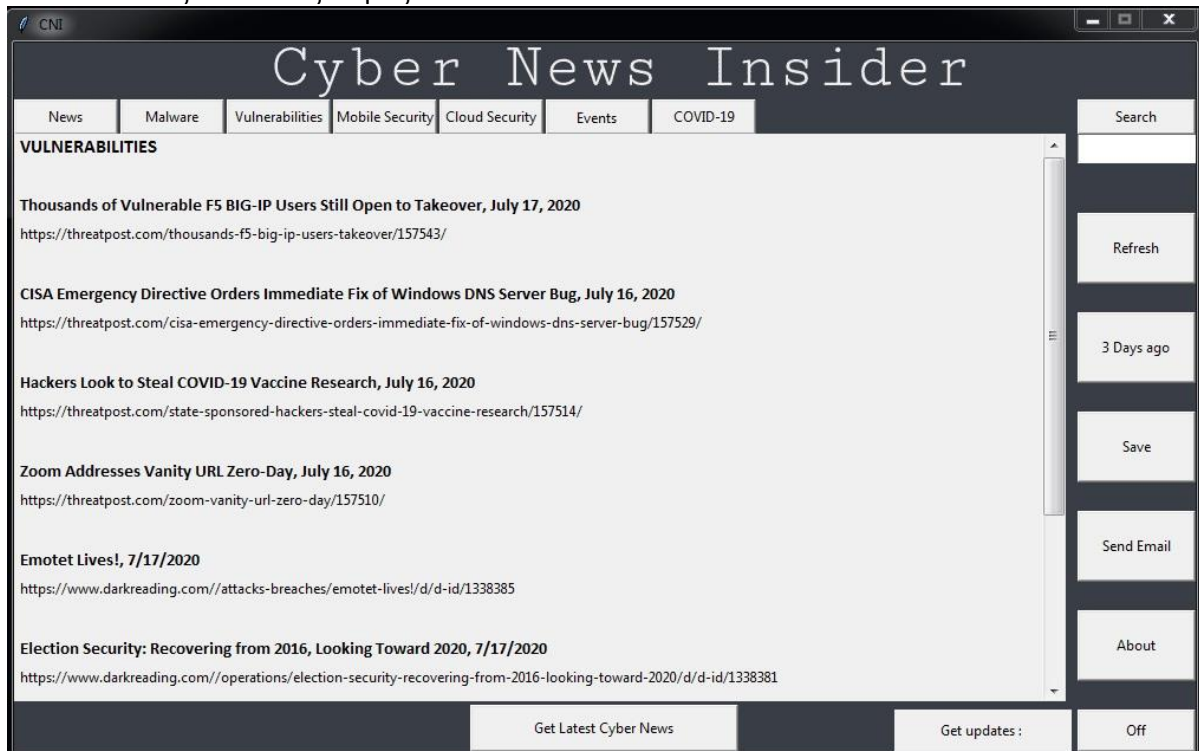 CNI
Cyber News Insider
News Malware Vulnerabilities Mobile Security Cloud Security Events COVID-19 Search
VULNERABILITIES
Thousands of Vulnerable F5 BIG-IP Users Still Open to Takeover, July 17, 2020
https://threatpost.com/thousands-f5-big-ip-users-takeover/157543/
Refresh
CISA Emergency Directive Orders Immediate Fix of Windows DNS Server Bug, July 16, 2020
https://threatpost.com/cisa-emergency-directive-orders-immediate-fix-of-windows-dns-server-bug/157529/
3 Days ago
Hackers Look to Steal COVID-19 Vaccine Research, July 16, 2020
https://threatpost.com/state-sponsored-hackers-steal-covid-19-vaccine-research/157514/
Save
Zoom Addresses Vanity URL Zero-Day, July 16, 2020
https://threatpost.com/zoom-vanity-url-zero-day/157510/
Send Email
Emotet Lives!, 7/17/2020
https://www.darkreading.com//attacks-breaches/emotet-lives!/d/d-id/1338385
Election Security: Recovering from 2016, Looking Toward 2020, 7/17/2020
About
https://www.darkreading.com//operations/election-security-recovering-from-2016-looking-toward-2020/d/d-id/1338381
Get Latest Cyber News Get updates : Off